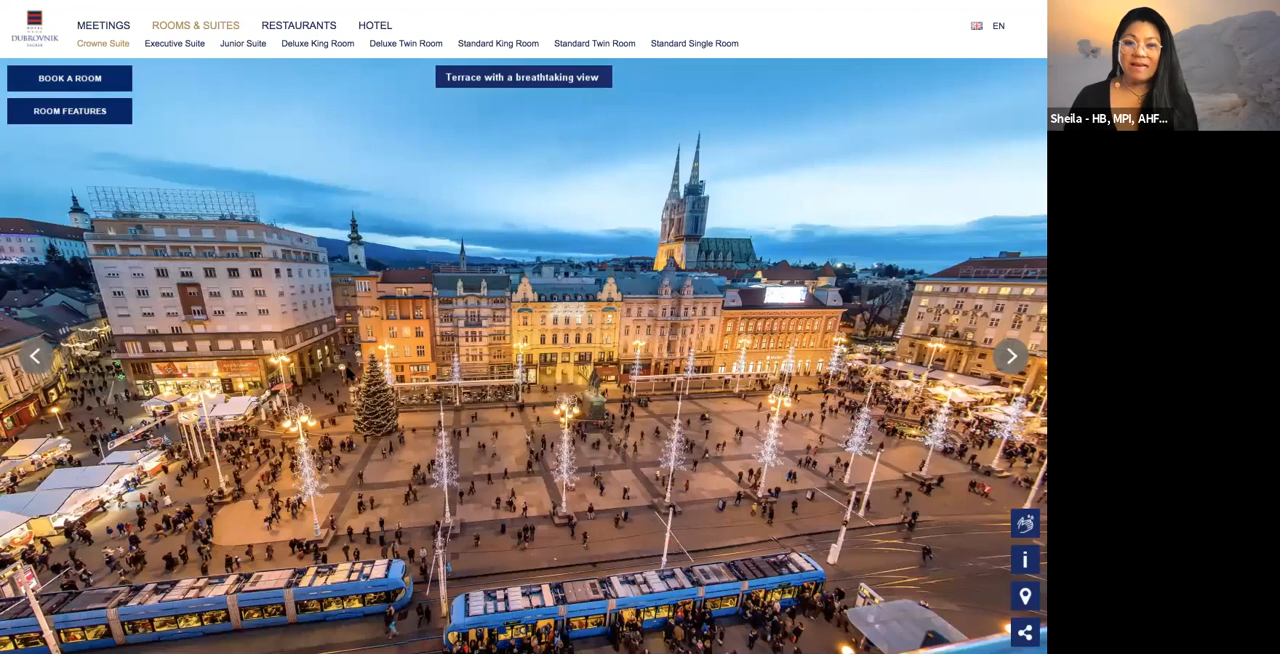 MEETINGS
ROOMS & SUITES
RESTAURANTS
HOTEL
EN
HOTEL
DUBROVNIK
ZAGREB
Crowne Suite
Executive Suite
Junior Suite
Deluxe King Room
Deluxe Twin Room
Standard King Room
Standard Twin Room
Standard Single Room
BOOK A ROOM
Terrace with a breathtaking view
ROOM FEATURES
Sheila - HB, MPI, AHF...
i